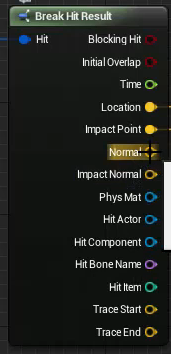 Break Hit Result
Hit
Blocking Hit
Initial Overlap
Time
Location
Impact Point
Normal
Impact Normal
Phys Mat
Hit Actor
Hit Component
Hit Bone Name
Hit Item
Trace Start
Trace End